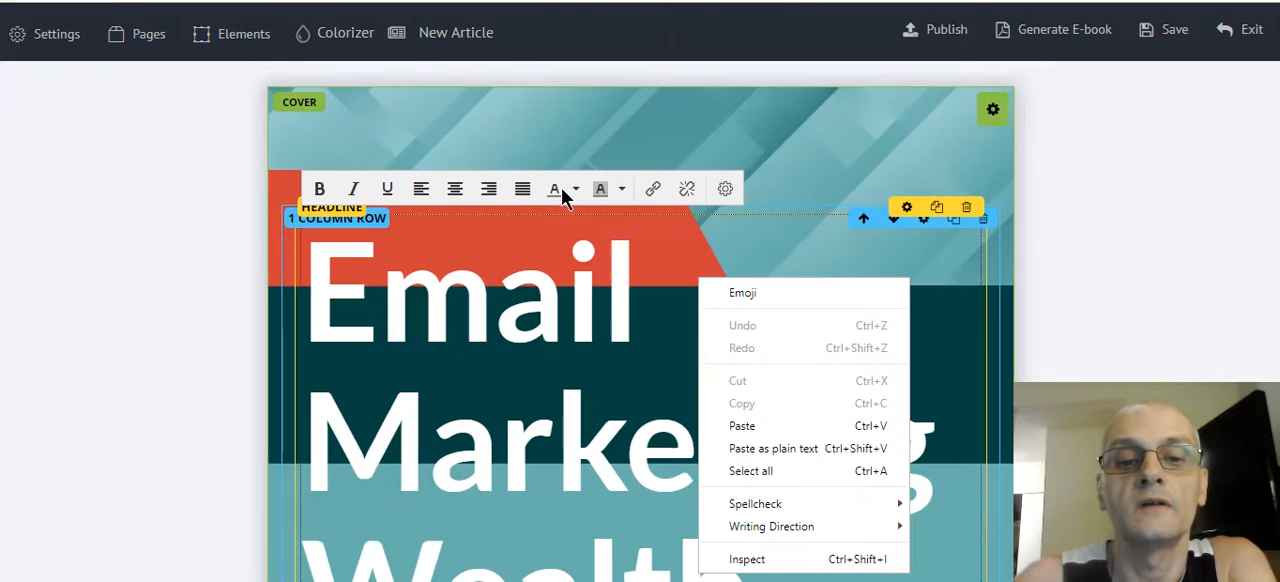 Settings Pages Elements Colorizer New Article Publish Generate E-book Save Exit
COVER
B I U A A
HEADLINE
1 COLUMN ROW
Email
Marke g
Wealth
Emoji
Undo Ctrl+Z
Redo Ctrl+Shift+Z
Cut Ctrl+X
Copy Ctrl+C
Paste Ctrl+V
Paste as plain text Ctrl+Shift+V
Select all Ctrl+A
Spellcheck
Writing Direction
Inspect Ctrl+Shift+I